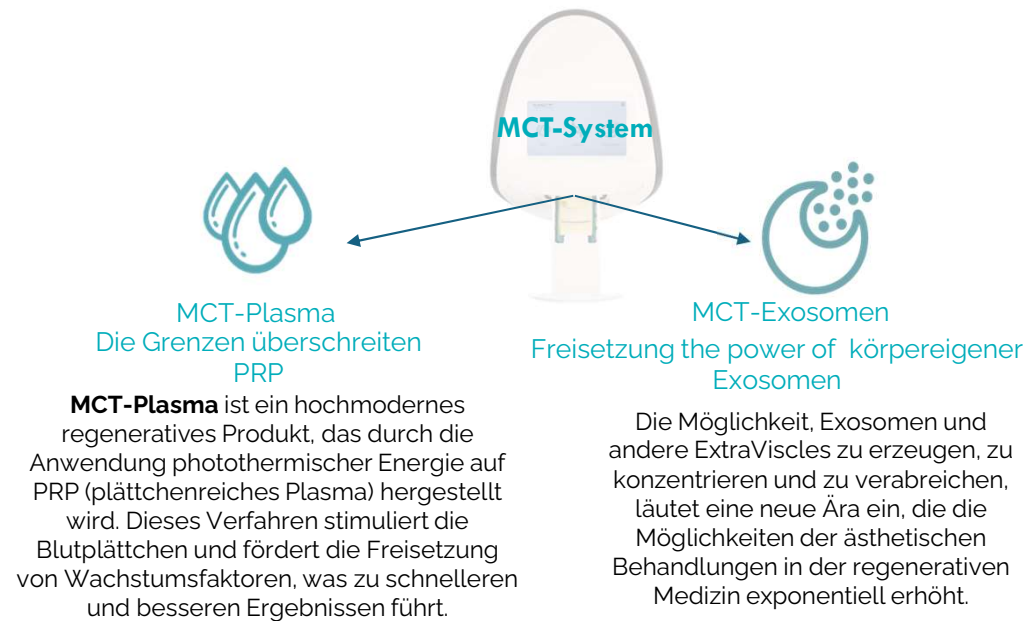 MCT-System
MCT-Plasma
Die Grenzen überschreiten
PRP
MCT-Plasma ist ein hochmodernes
regeneratives Produkt, das durch die
Anwendung photothermischer Energie auf
PRP (plättchenreiches Plasma) hergestellt
wird. Dieses Verfahren stimuliert die
Blutplättchen und fördert die Freisetzung
von Wachstumsfaktoren, was zu schnelleren
und besseren Ergebnissen führt.
MCT-Exosomen
Freisetzung the power of körpereigener
Exosomen
Die Möglichkeit, Exosomen und
andere ExtraViscles zu erzeugen, zu
konzentrieren und zu verabreichen,
läutet eine neue Ära ein, die die
Möglichkeiten der ästhetischen
Behandlungen in der regenerativen
Medizin exponentiell erhöht.